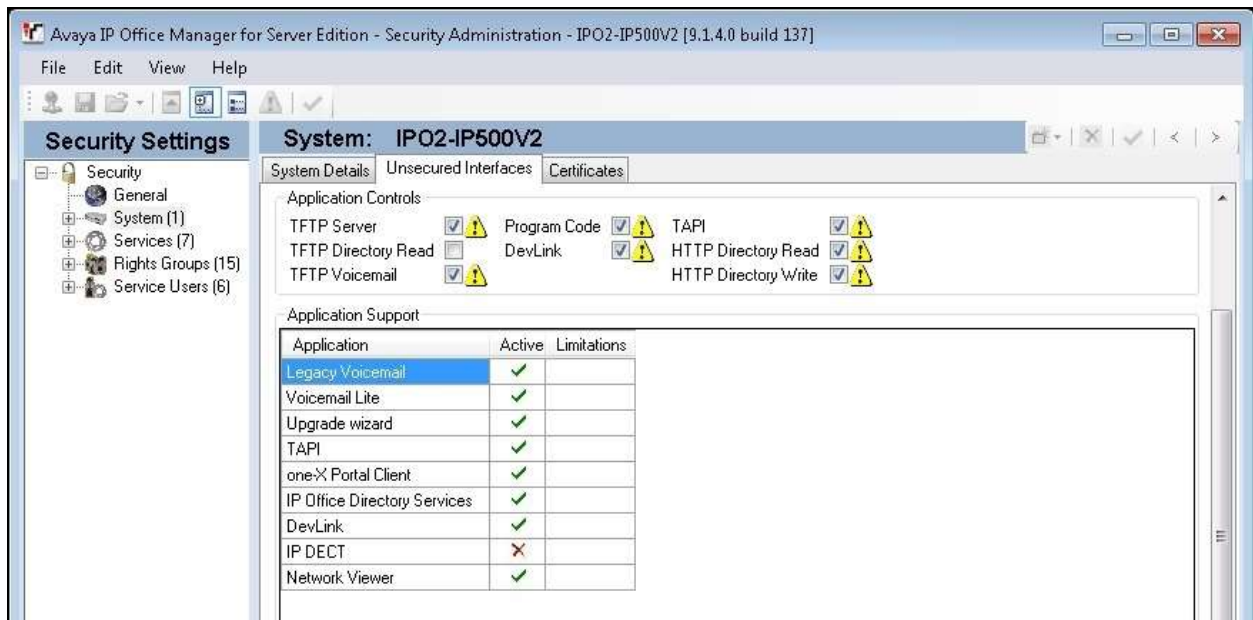 Avaya IP Office Manager for Server Edition - Security Administration - IPO2-IP500V2 [9.1.4.0 build 137]
File Edit View Help
Security Settings
Security
General
System (1)
Services (7)
Rights Groups (15)
Service Users (6)
System: IPO2-IP500V2
System Details Unsecured Interfaces Certificates
Application Controls
TFTP Server Program Code TAPI
TFTP Directory Read DevLink HTTP Directory Read
TFTP Voicemail HTTP Directory Write
Application Support
Application Active Limitations
Legacy Voicemail
Voicemail Lite
Upgrade wizard
TAPI
one-X Portal Client
IP Office Directory Services
DevLink
IP DECT
Network Viewer